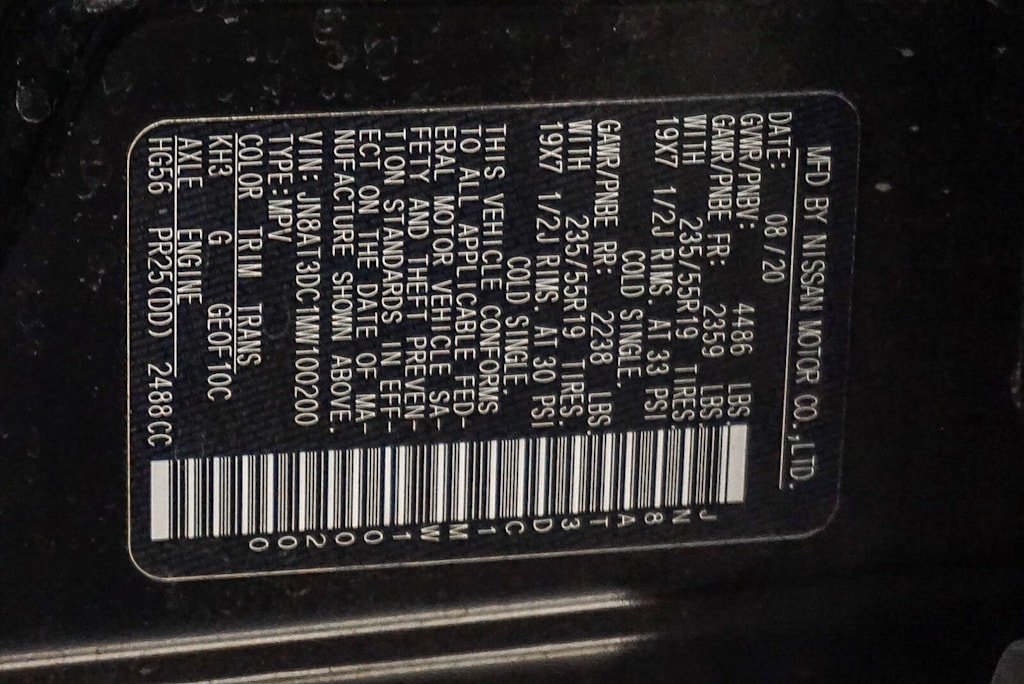 MFD BY NISSAN MOTOR CO.,LTD.
DATE: 08/20
GVWR/PNBV: 4486 LBS
GAWR/PNBE FR: 2359 LBS.
WITH 235/55R19 TIRES,
19X7 1/2J RIMS. AT 33 PSI
COLD SINGLE.
GAWR/PNBE RR: 2238 LBS.
WITH 235/55R19 TIRES.
19X7 1/2J RIMS. AT 30 PSI
COLD SINGLE.
THIS VEHICLE CONFORMS
TO ALL APPLICABLE FED-
ERAL MOTOR VEHICLE SA-
FETY AND THEFT PREVEN-
TION STANDARDS IN EFF-
ECT ON THE DATE OF MA-
NUFACTURE SHOWN ABOVE.
VIN: JN8AT3DC1MW100200
TYPE:MPV
COLOR TRIM TRANS
KH3 G GE0F10C
AXLE ENGINE
HG56 PR25(DD) 2488CC
JN8AT3DC1MW100200